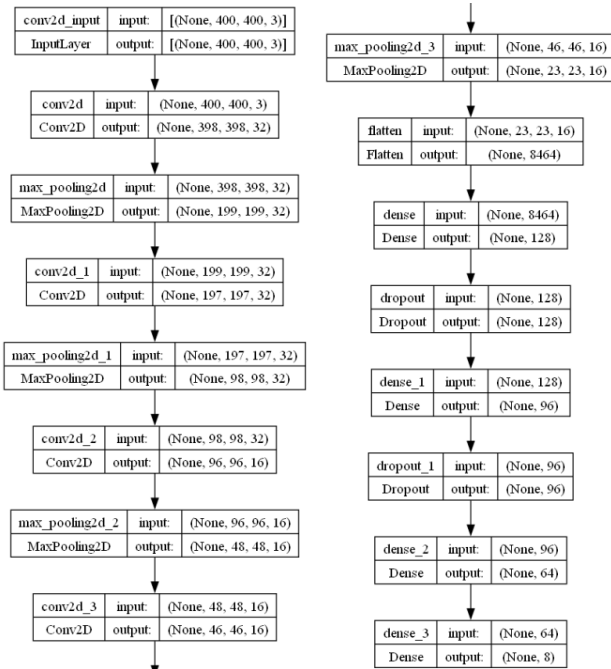 conv2d_input input: [(None, 400, 400, 3)]
InputLayer output: [(None, 400, 400, 3)]
conv2d input: (None, 400, 400, 3)
Conv2D output: (None, 398, 398, 32)
max_pooling2d input: (None, 398, 398, 32)
MaxPooling2D output: (None, 199, 199, 32)
conv2d_1 input: (None, 199, 199, 32)
Conv2D output: (None, 197, 197, 32)
max_pooling2d_1 input: (None, 197, 197, 32)
MaxPooling2D output: (None, 98, 98, 32)
conv2d_2 input: (None, 98, 98, 32)
Conv2D output: (None, 96, 96, 16)
max_pooling2d_2 input: (None, 96, 96, 16)
MaxPooling2D output: (None, 48, 48, 16)
conv2d_3 input: (None, 48, 48, 16)
Conv2D output: (None, 46, 46, 16)
max_pooling2d_3 input: (None, 46, 46, 16)
MaxPooling2D output: (None, 23, 23, 16)
flatten input: (None, 23, 23, 16)
Flatten output: (None, 8464)
dense input: (None, 8464)
Dense output: (None, 128)
dropout input: (None, 128)
Dropout output: (None, 128)
dense_1 input: (None, 128)
Dense output: (None, 96)
dropout_1 input: (None, 96)
Dropout output: (None, 96)
dense_2 input: (None, 96)
Dense output: (None, 64)
dense_3 input: (None, 64)
Dense output: (None, 8)